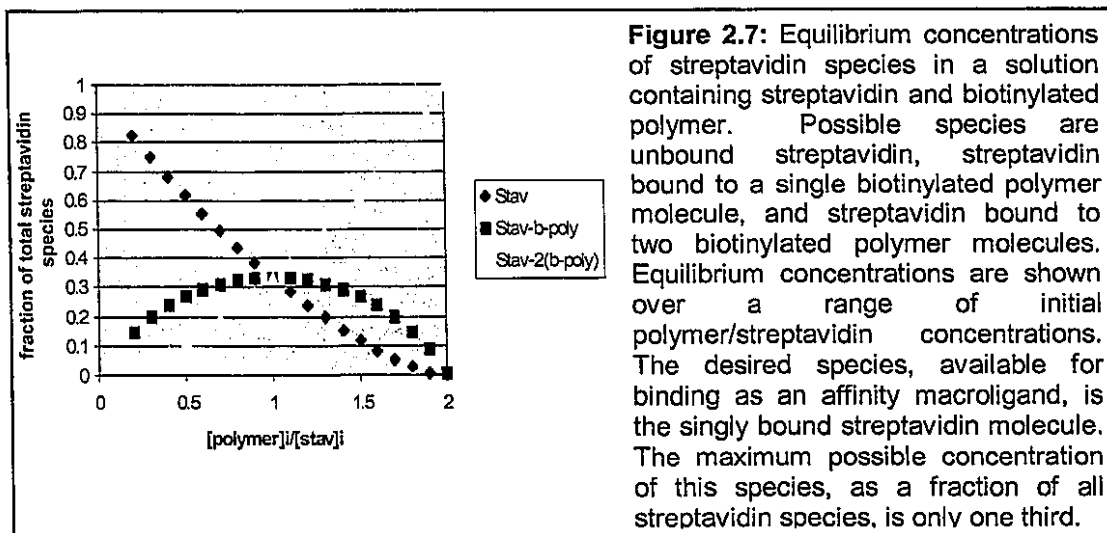 Figure 2.7: Equilibrium concentrations
of streptavidin species in a solution
containing streptavidin and biotinylated
polymer. Possible species are
unbound streptavidin, streptavidin
bound to a single biotinylated polymer
molecule, and streptavidin bound to
two biotinylated polymer molecules.
Equilibrium concentrations are shown
over a range of initial
polymer/streptavidin concentrations.
The desired species, available for
binding as an affinity macroligand, is
the singly bound streptavidin molecule.
The maximum possible concentration
of this species, as a fraction of all
streptavidin species, is only one third.
fraction of total streptavidin
species
1
0.9
0.8
0.7
0.6
0.5
0.4
0.3
0.2
0.1
0
0 0.5 1 1.5 2
[polymer]i/[stav]i
Stav
Stav-b-poly
Stav-2(b-poly)